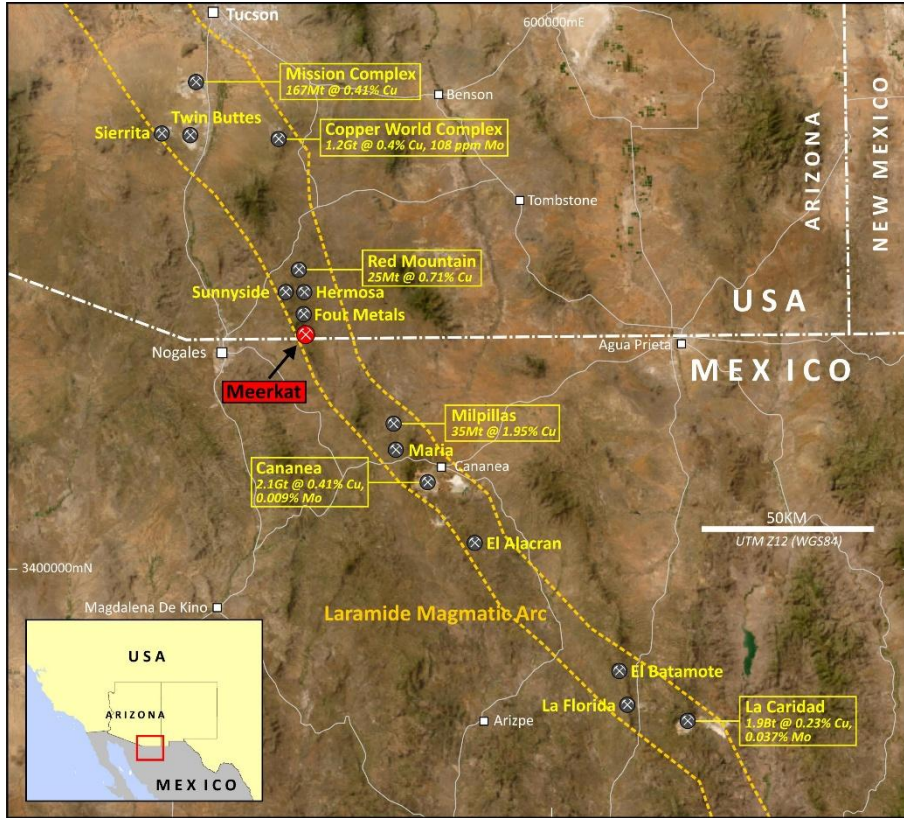 Tucson
600000mE
Mission Complex
167Mt @ 0.41% Cu
Benson
Twin Buttes
Sierrita
Copper World Complex
1.2Gt @ 0.4% Cu, 108 ppm Mo
ARIZONA
NEW MEXICO
Tombstone
Red Mountain
25Mt @ 0.71% Cu
Sunnyside
Hermosa
Four Metals
USA
Nogales
Agua Prieta
MEXICO
Meerkat
Milpillas
35Mt @ 1.95% Cu
Maria
Cananea
2.1Gt @ 0.41% Cu,
0.009% Mo
Cananea
50KM
UTM Z12 (WGS84)
El Alacran
3400000mN
Magdalena De Kino
Laramide Magmatic Arc
USA
ARIZONA
MEXICO
El Batamote
La Florida
La Caridad
1.9Bt @ 0.23% Cu,
0.037% Mo
Arizpe